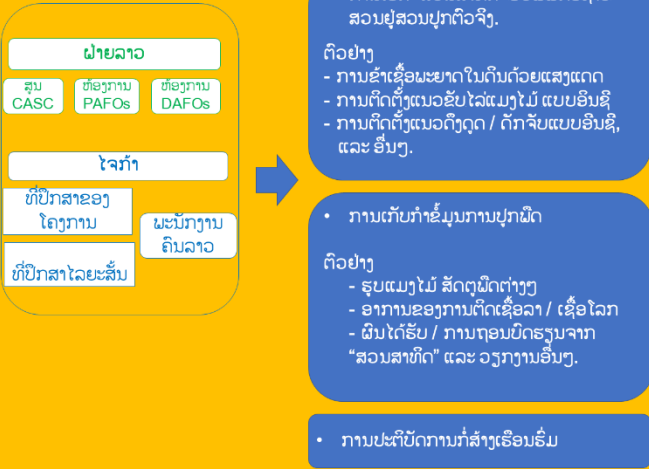 ຝ່າຍລາວ
ສູນ
CASC
ຫ້ອງການ
PAFOs
ຫ້ອງການ
DAFOs
ໄຈກ້າ
ທີ່ປຶກສາຂອງ
ໂຄງການ
ພະນັກງານ
ຄົນລາວ
ທີ່ປຶກສາໄລຍະສັ້ນ
ສວນຢູ່ສວນປູກຕົວຈິງ.
ຕົວຢ່າງ
- ການຂ້າເຊື້ອພະຍາດໃນດິນດ້ວຍແສງແດດ
- ການຕິດຕັ້ງແນວຂັບໄລ່ແມງໄມ້ ແບບອິນຊີ
- ການຕິດຕັ້ງແນວດຶງດູດ / ດັກຈັບແບບອີນຊີ,
ແລະ ອື່ນໆ.
• ການເກັບກຳຂໍ້ມູນການປູກພືດ
ຕົວຢ່າງ
- ຮູບແມງໄມ້ ສັດຕູພືດຕ່າງໆ
- ອາການຂອງການຕິດເຊື້ອລາ / ເຊື້ອໂລກ
- ຜົນໄດ້ຮັບ / ການຖອນບົດຮຽນຈາກ
“ສວນສາທິດ” ແລະ ວຽກງານອື່ນໆ.
• ການປະຕິບັດການກໍ່ສ້າງເຮືອນຮົ່ມ